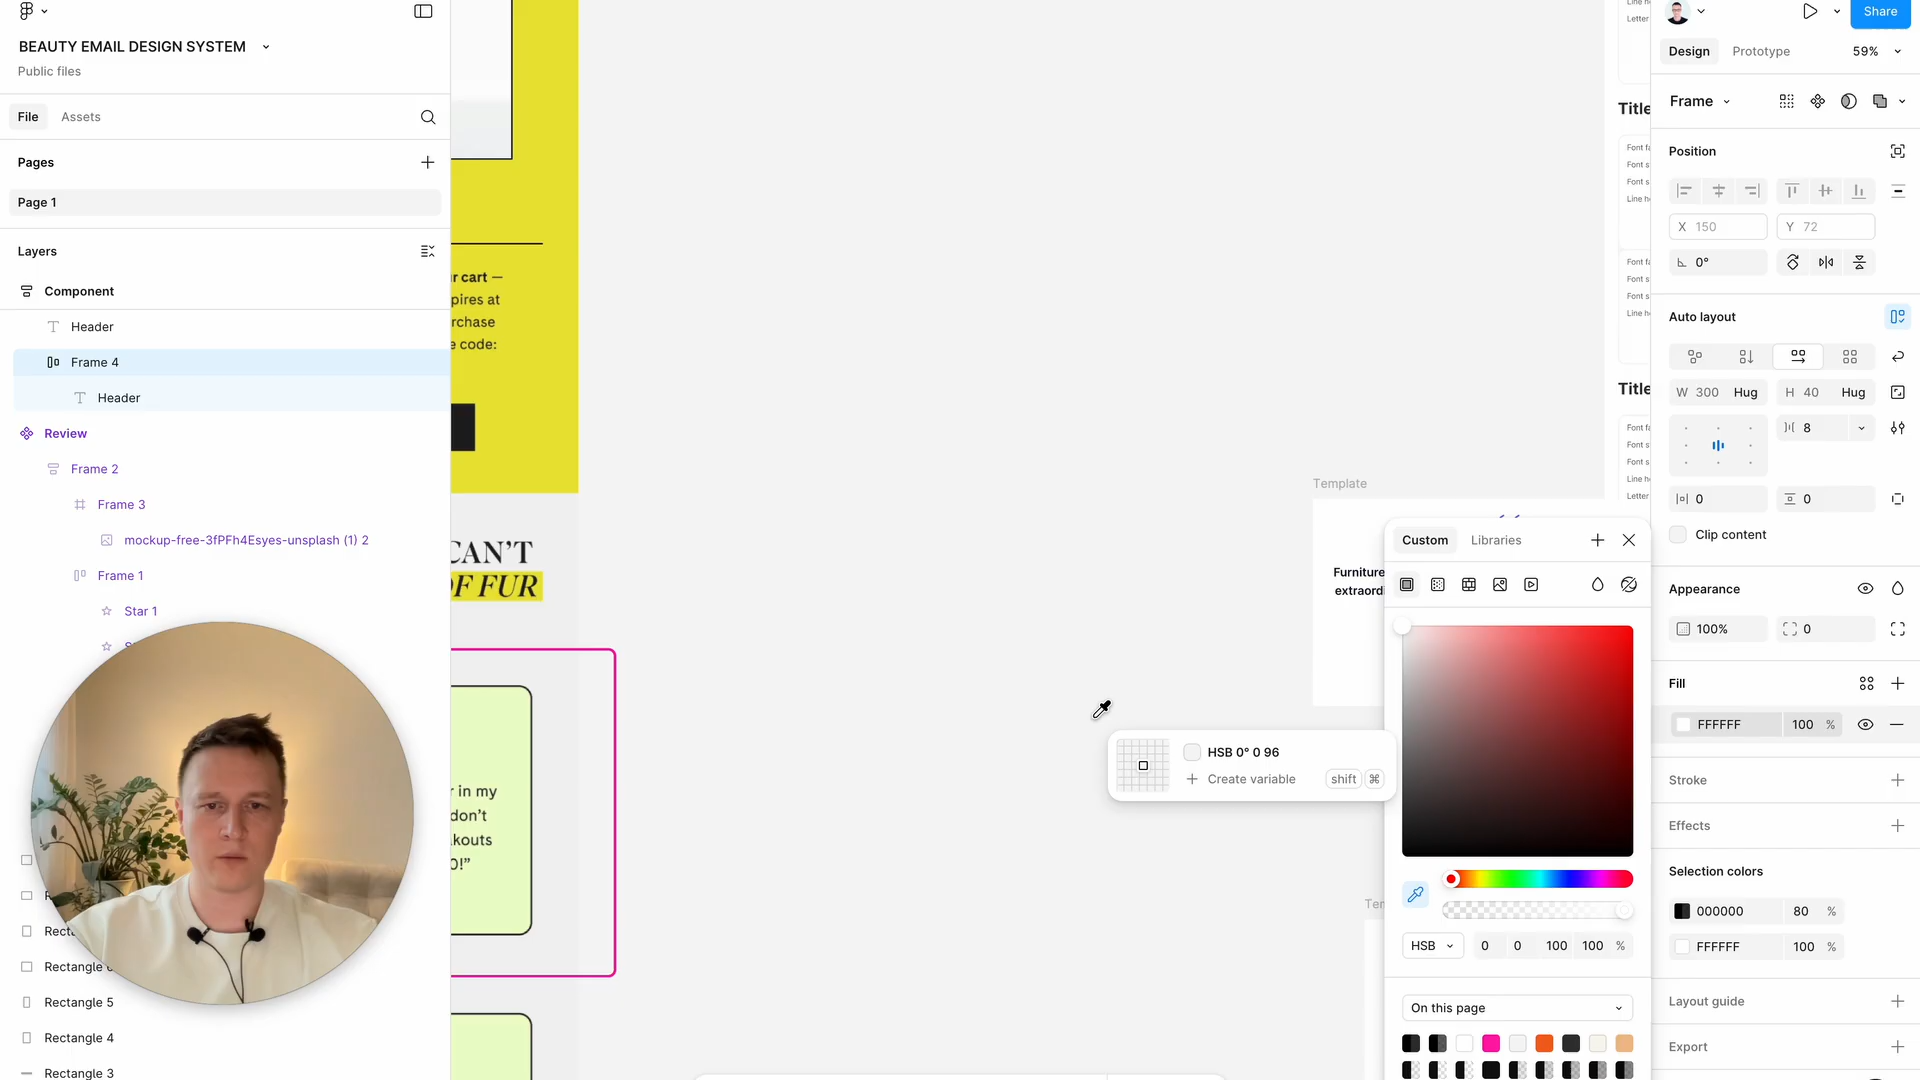 BEAUTY EMAIL DESIGN SYSTEM
Public files
File
Assets
Pages
Page 1
Layers
Component
Header
Frame 4
Header
Review
Frame 2
Frame 3
mockup-free-3fPFh4Esyes-unsplash (1) 2
Frame 1
Star 1
Rectangle
Rectangle 5
Rectangle 4
Rectangle 3
r cart —
pires at
rchase
e code:
CAN'T
OF FUR
r in my
don't
akouts
0!"
Template
Furniture
extraord
Title
Title
HSB 0° 0 96
Create variable
shift ⌘
Custom
Libraries
HSB
0 0 100 100 %
On this page
Share
Design
Prototype
59%
Frame
Position
X 150
Y 72
0°
Auto layout
W 300 Hug
H 40 Hug
8
0
0
Clip content
Appearance
100%
0
Fill
FFFFFF 100 %
Stroke
Effects
Selection colors
000000 80 %
FFFFFF 100 %
Layout guide
Export